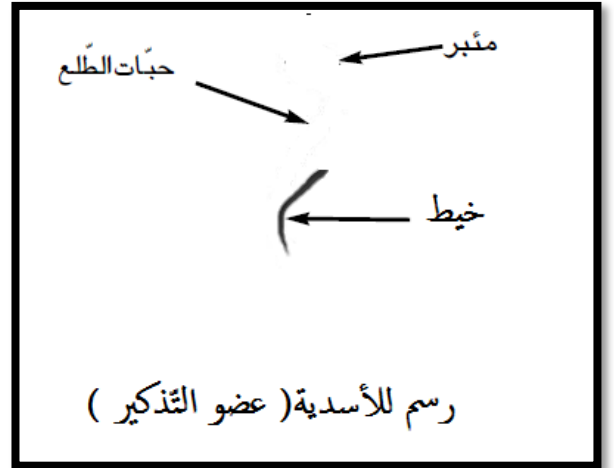 مئبر
حبّات الطّلع
خيط
رسم للأسدية( عضو التّذكير )